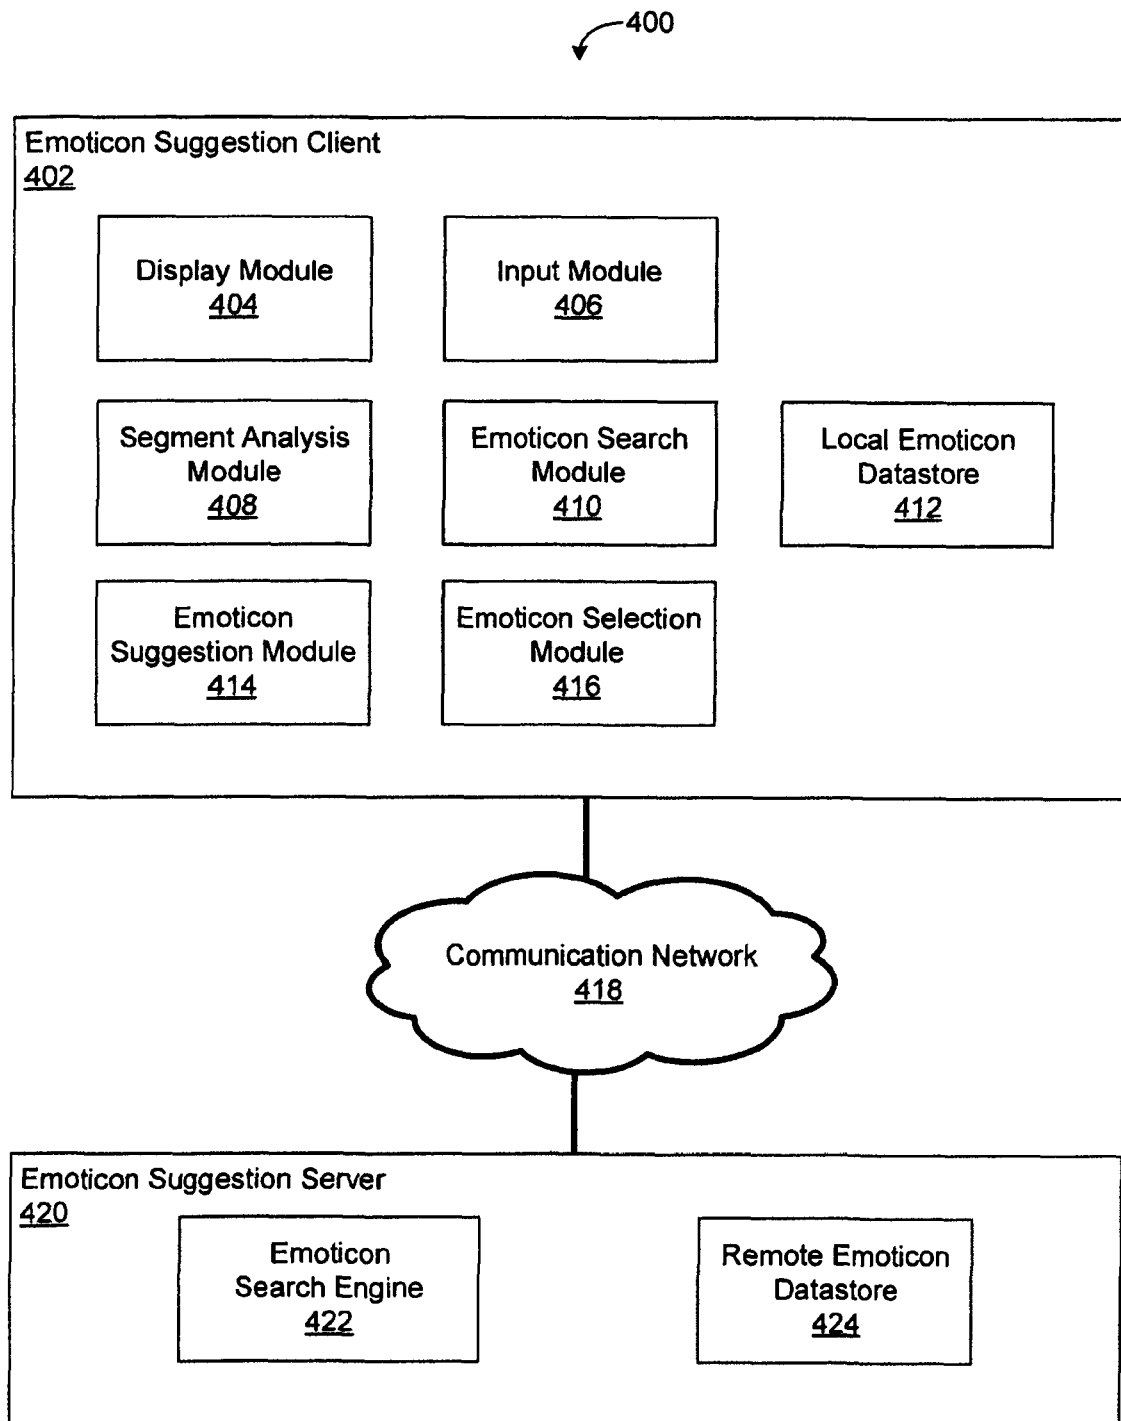 400
Emoticon Suggestion Client
402
Display Module
404
Input Module
406
Segment Analysis
Module
408
Emoticon Search
Module
410
Local Emoticon
Datastore
412
Emoticon
Suggestion Module
414
Emoticon Selection
Module
416
Communication Network
418
Emoticon Suggestion Server
420
Emoticon
Search Engine
422
Remote Emoticon
Datastore
424